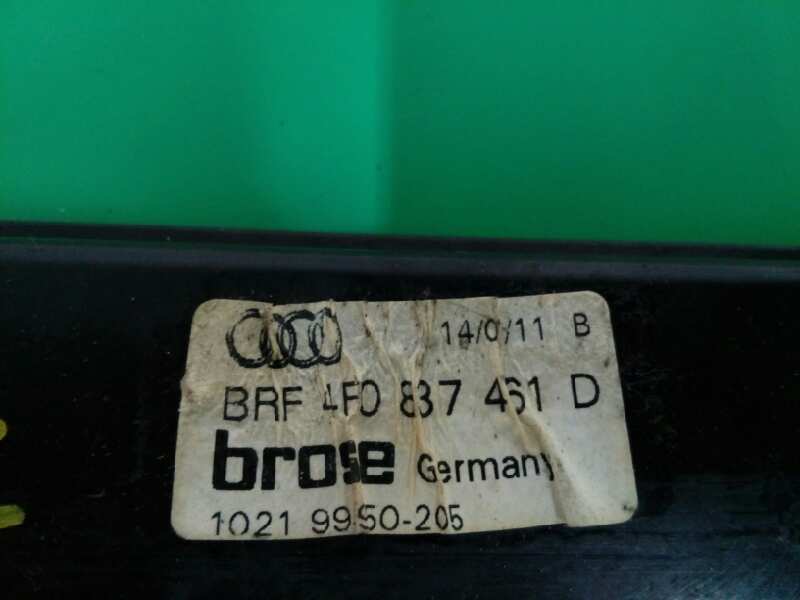 14/0/11 B
BRF 4F0 837 461 D
brose Germany
1021 9950-205